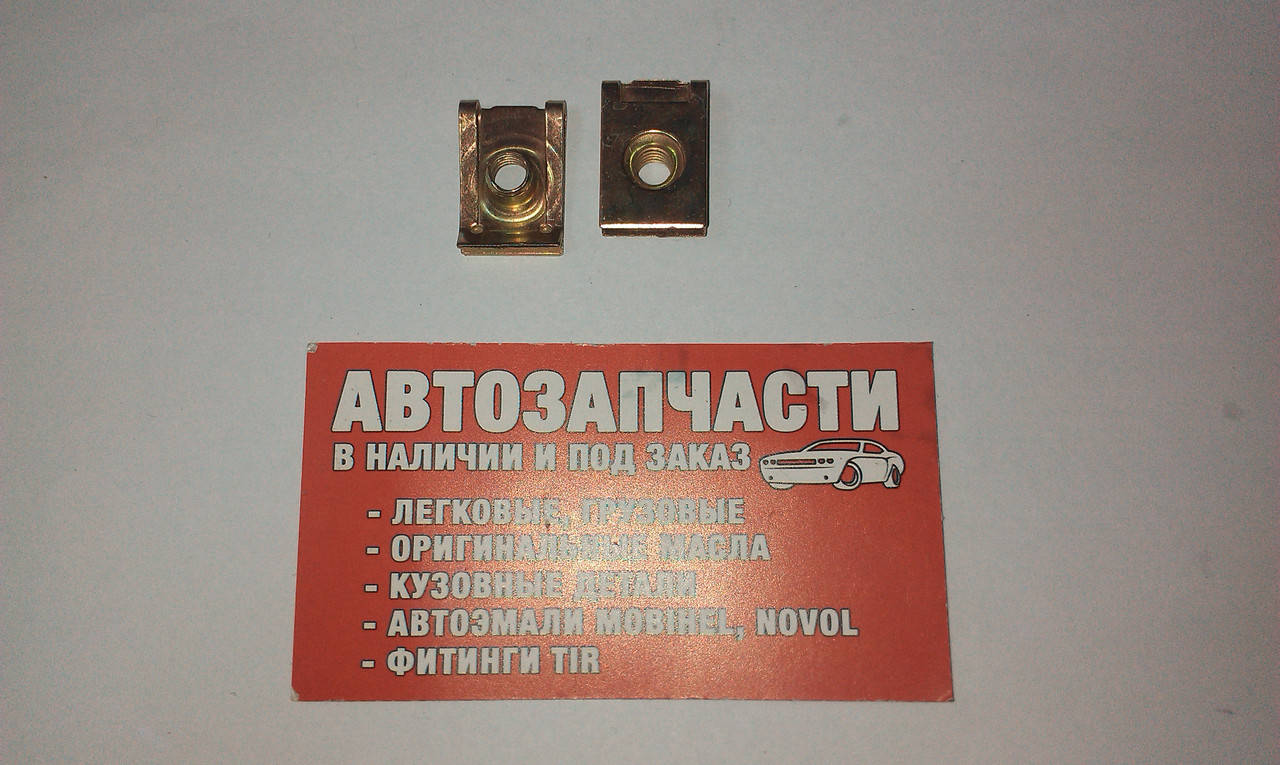 АВТОЗАПЧАСТИ
В НАЛИЧИИ И ПОД ЗАКАЗ
- ЛЕГКОВЫЕ, ГРУЗОВЫЕ
- ОРИГИНАЛЬНЫЕ МАСЛА
- КУЗОВНЫЕ ДЕТАЛИ
- АВТОЭМАЛИ MOBIHEL, NOVOL
- ФИТИНГИ TIR